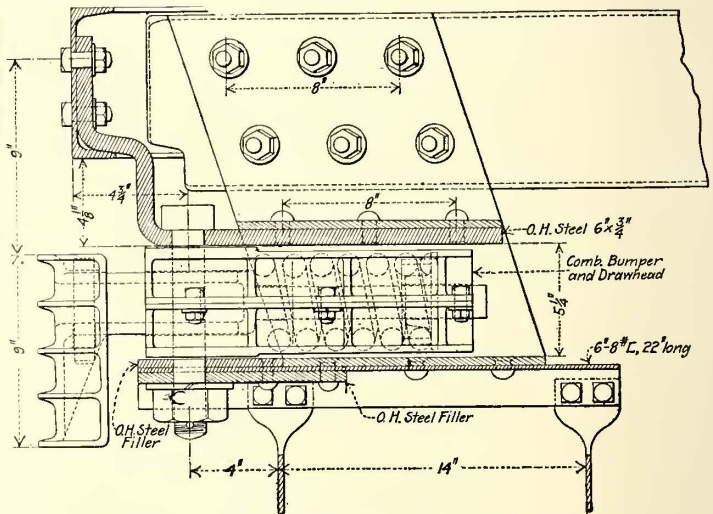 8"
9"
4 3/4"
4 1/8"
8"
O.H. Steel 6" x 3/4"
Comb. Bumper
and Drawhead
5 1/4"
9"
6"-8# [, 22" long
O.H. Steel
Filler
O.H. Steel Filler
4"
14"